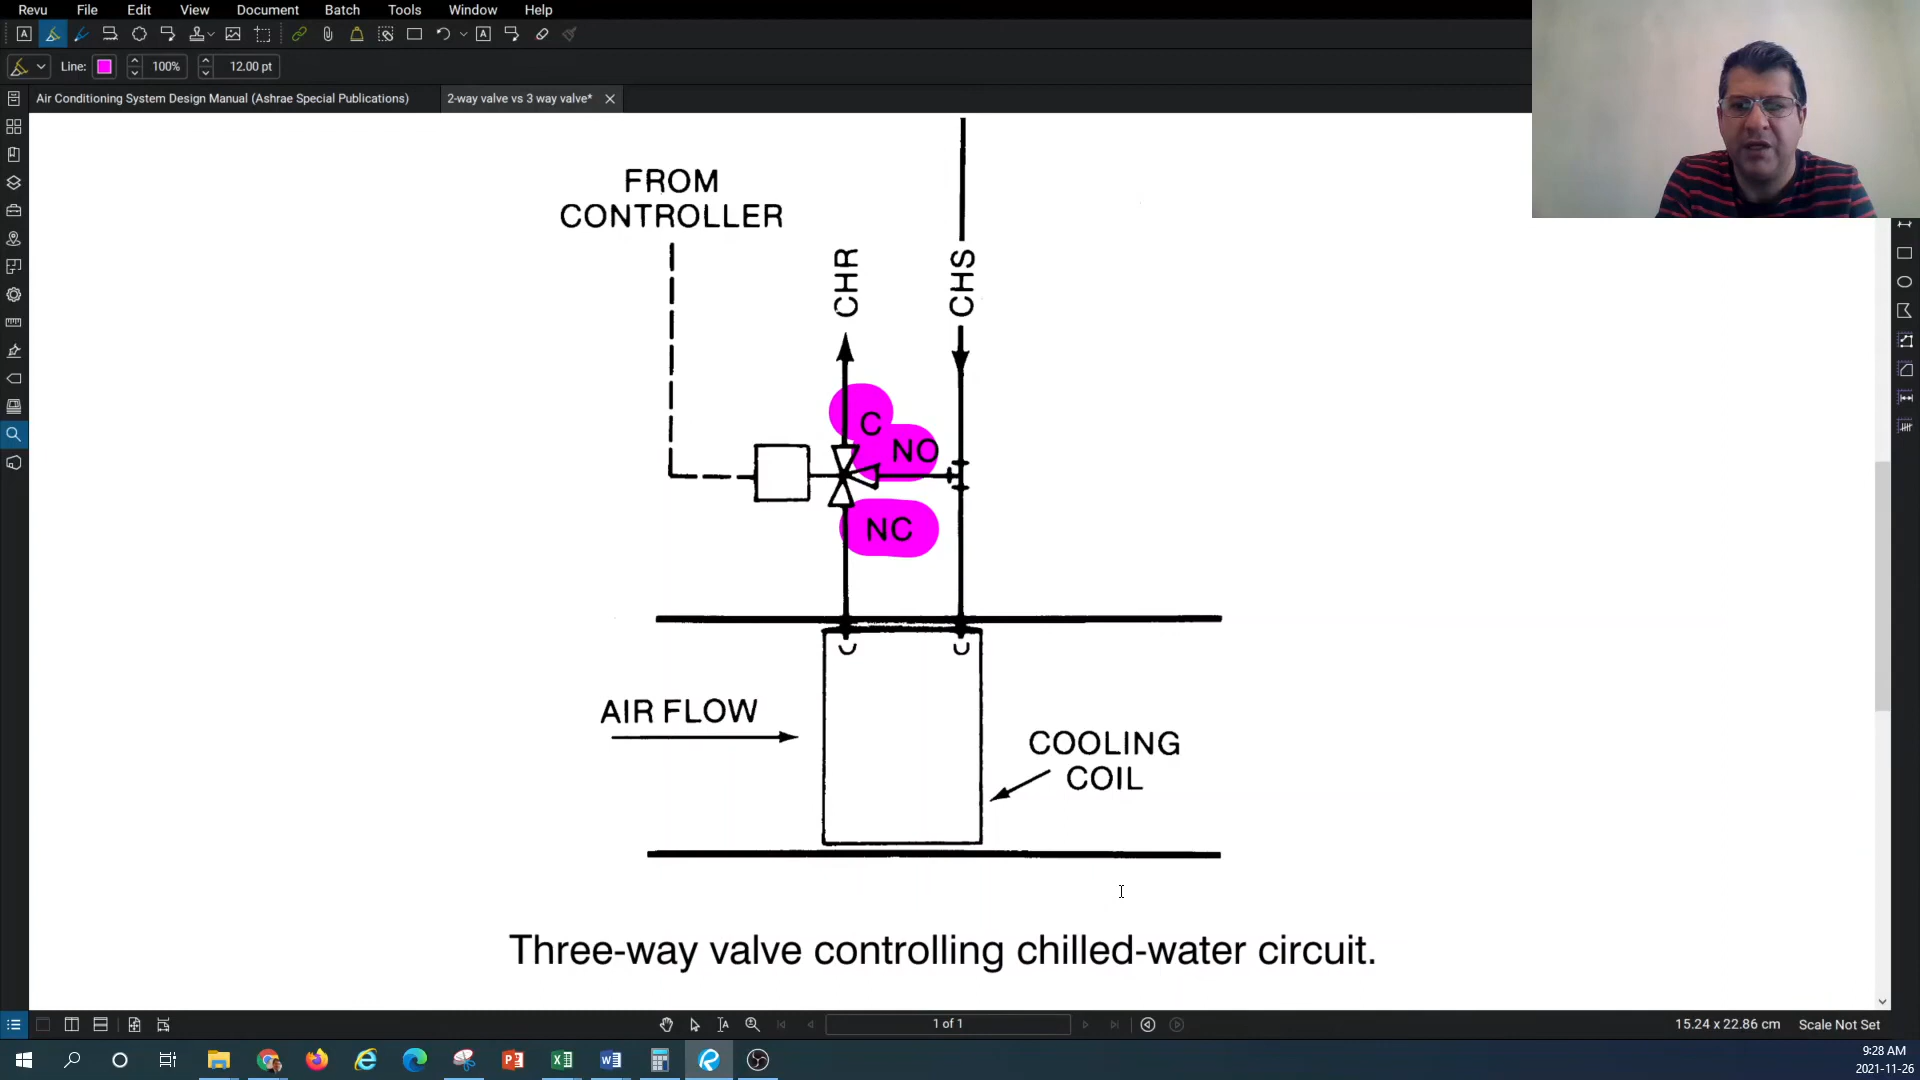 Revu File Edit View Document Batch Tools Window Help
Line: 100% 12.00 pt
Air Conditioning System Design Manual (Ashrae Special Publications) 2-way valve vs 3 way valve*
FROM
CONTROLLER
CHR
CHS
C
NO
NC
AIR FLOW
COOLING
COIL
Three-way valve controlling chilled-water circuit.
1 of 1
15.24 x 22.86 cm Scale Not Set
9:28 AM
2021-11-26